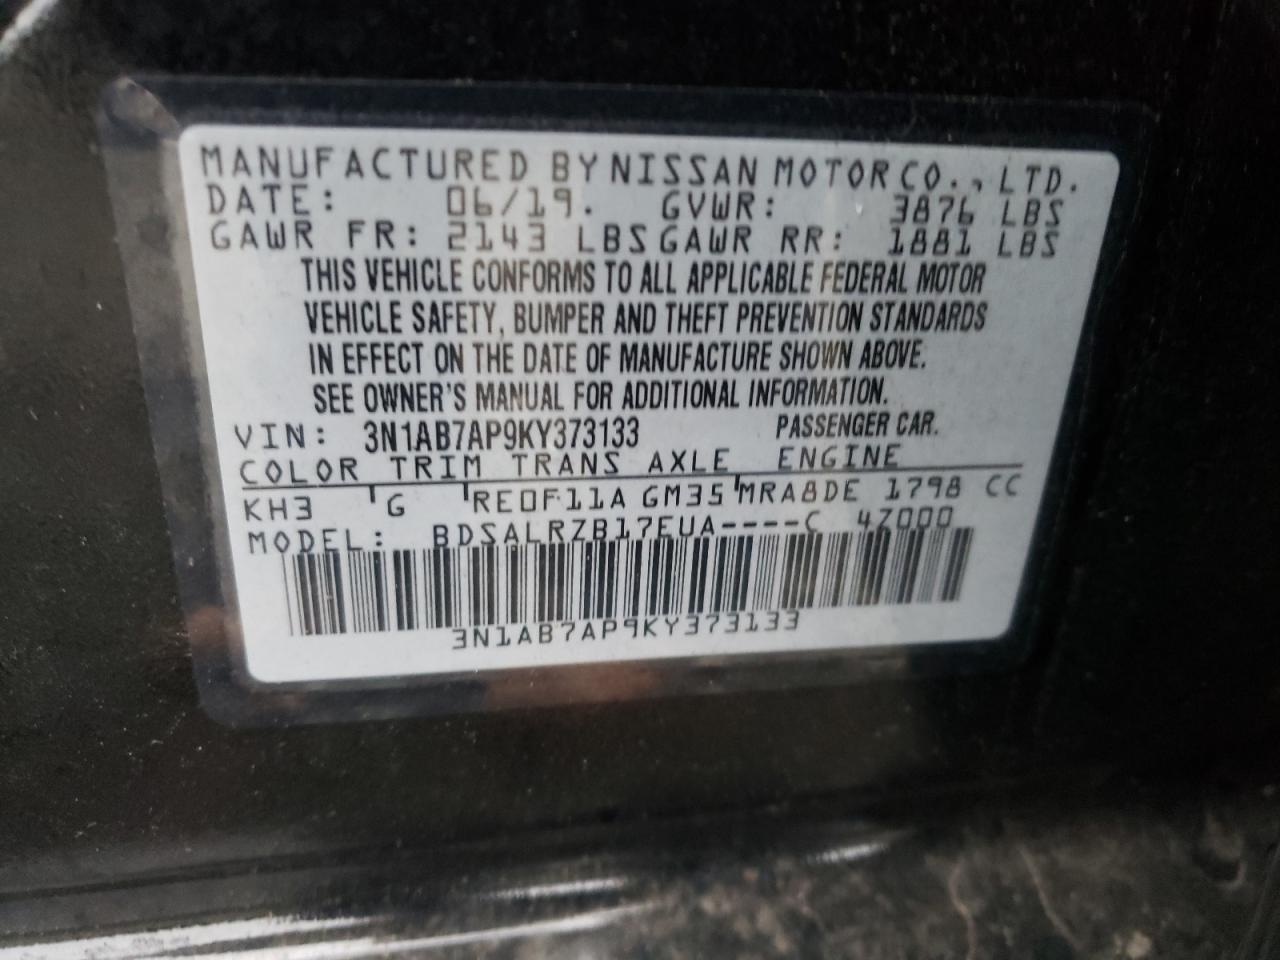 MANUFACTURED BY NISSAN MOTOR CO., LTD.
DATE: 06/19. GVWR: 3876 LBS
GAWR FR: 2143 LBS GAWR RR: 1881 LBS
THIS VEHICLE CONFORMS TO ALL APPLICABLE FEDERAL MOTOR
VEHICLE SAFETY, BUMPER AND THEFT PREVENTION STANDARDS
IN EFFECT ON THE DATE OF MANUFACTURE SHOWN ABOVE.
SEE OWNER'S MANUAL FOR ADDITIONAL INFORMATION.
VIN: 3N1AB7AP9KY373133 PASSENGER CAR.
COLOR TRIM TRANS AXLE ENGINE
KH3 G RE0F11A GM35 MRA8DE 1798 CC
MODEL: BDSALRZB17EUA----C 4Z000
3N1AB7AP9KY373133